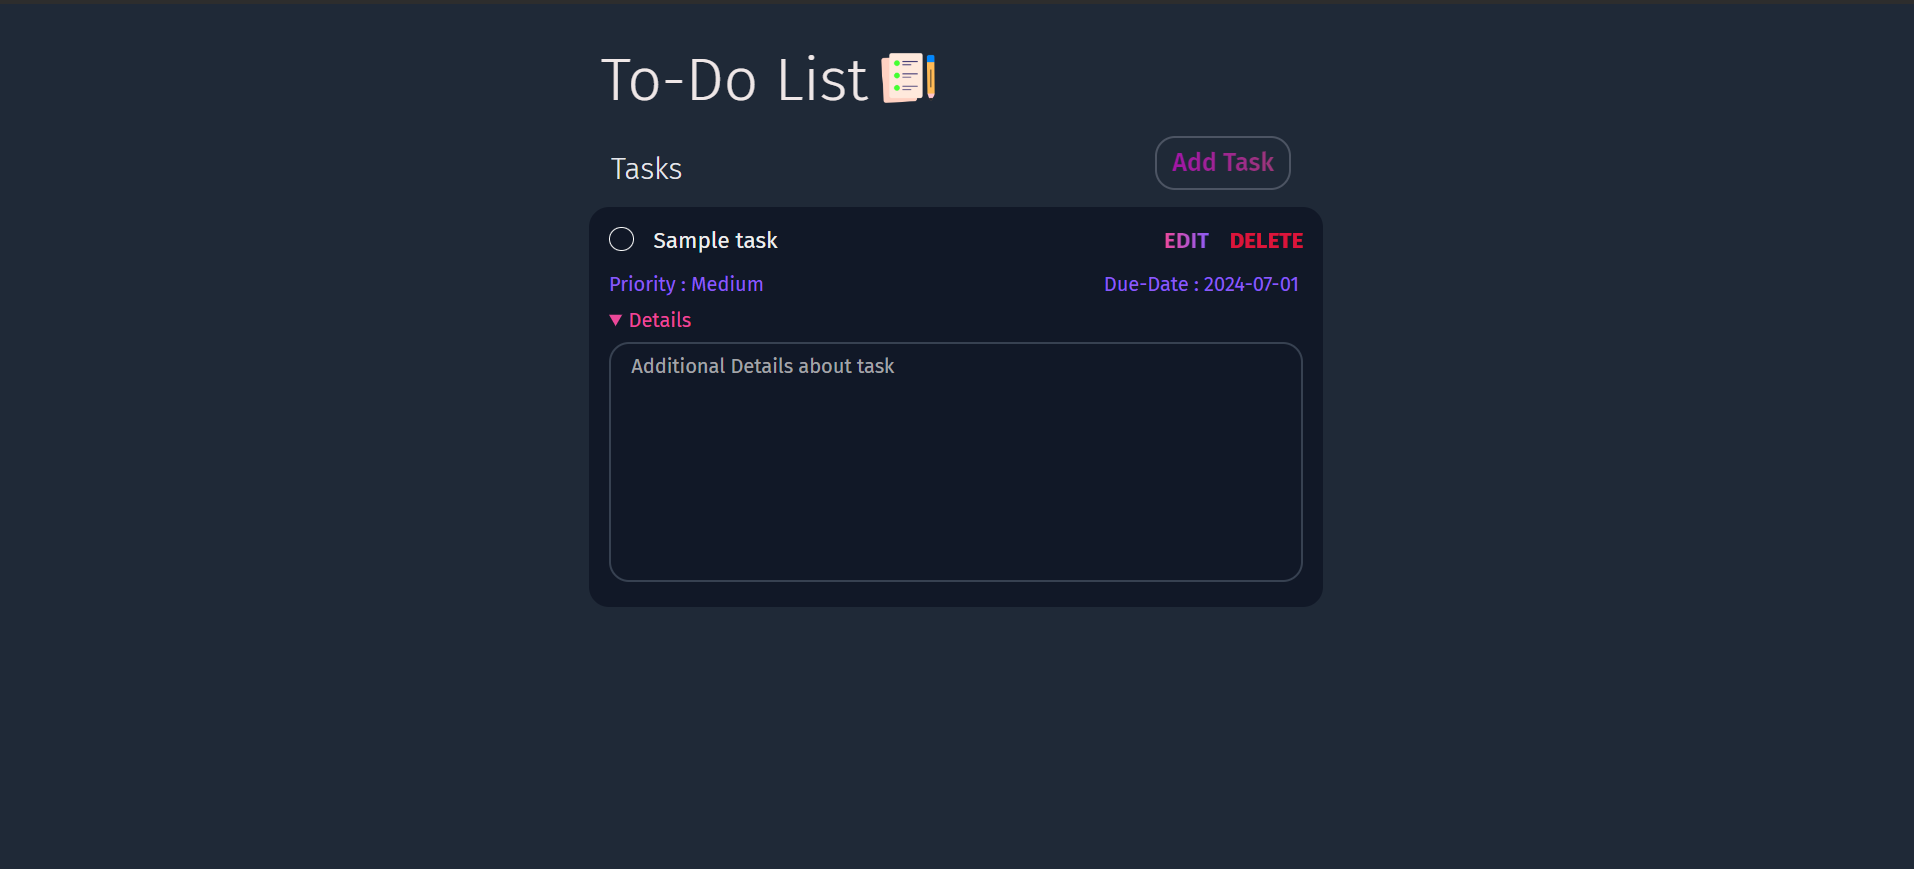 To-Do List
Tasks
Add Task
Sample task
EDIT DELETE
Priority : Medium
Due-Date : 2024-07-01
Details
Additional Details about task